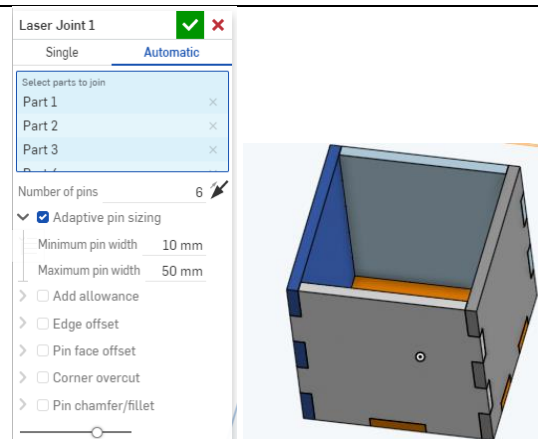 Laser Joint 1
Single Automatic
Select parts to join
Part 1
Part 2
Part 3
Number of pins 6
Adaptive pin sizing
Minimum pin width 10 mm
Maximum pin width 50 mm
Add allowance
Edge offset
Pin face offset
Corner overcut
Pin chamfer/fillet